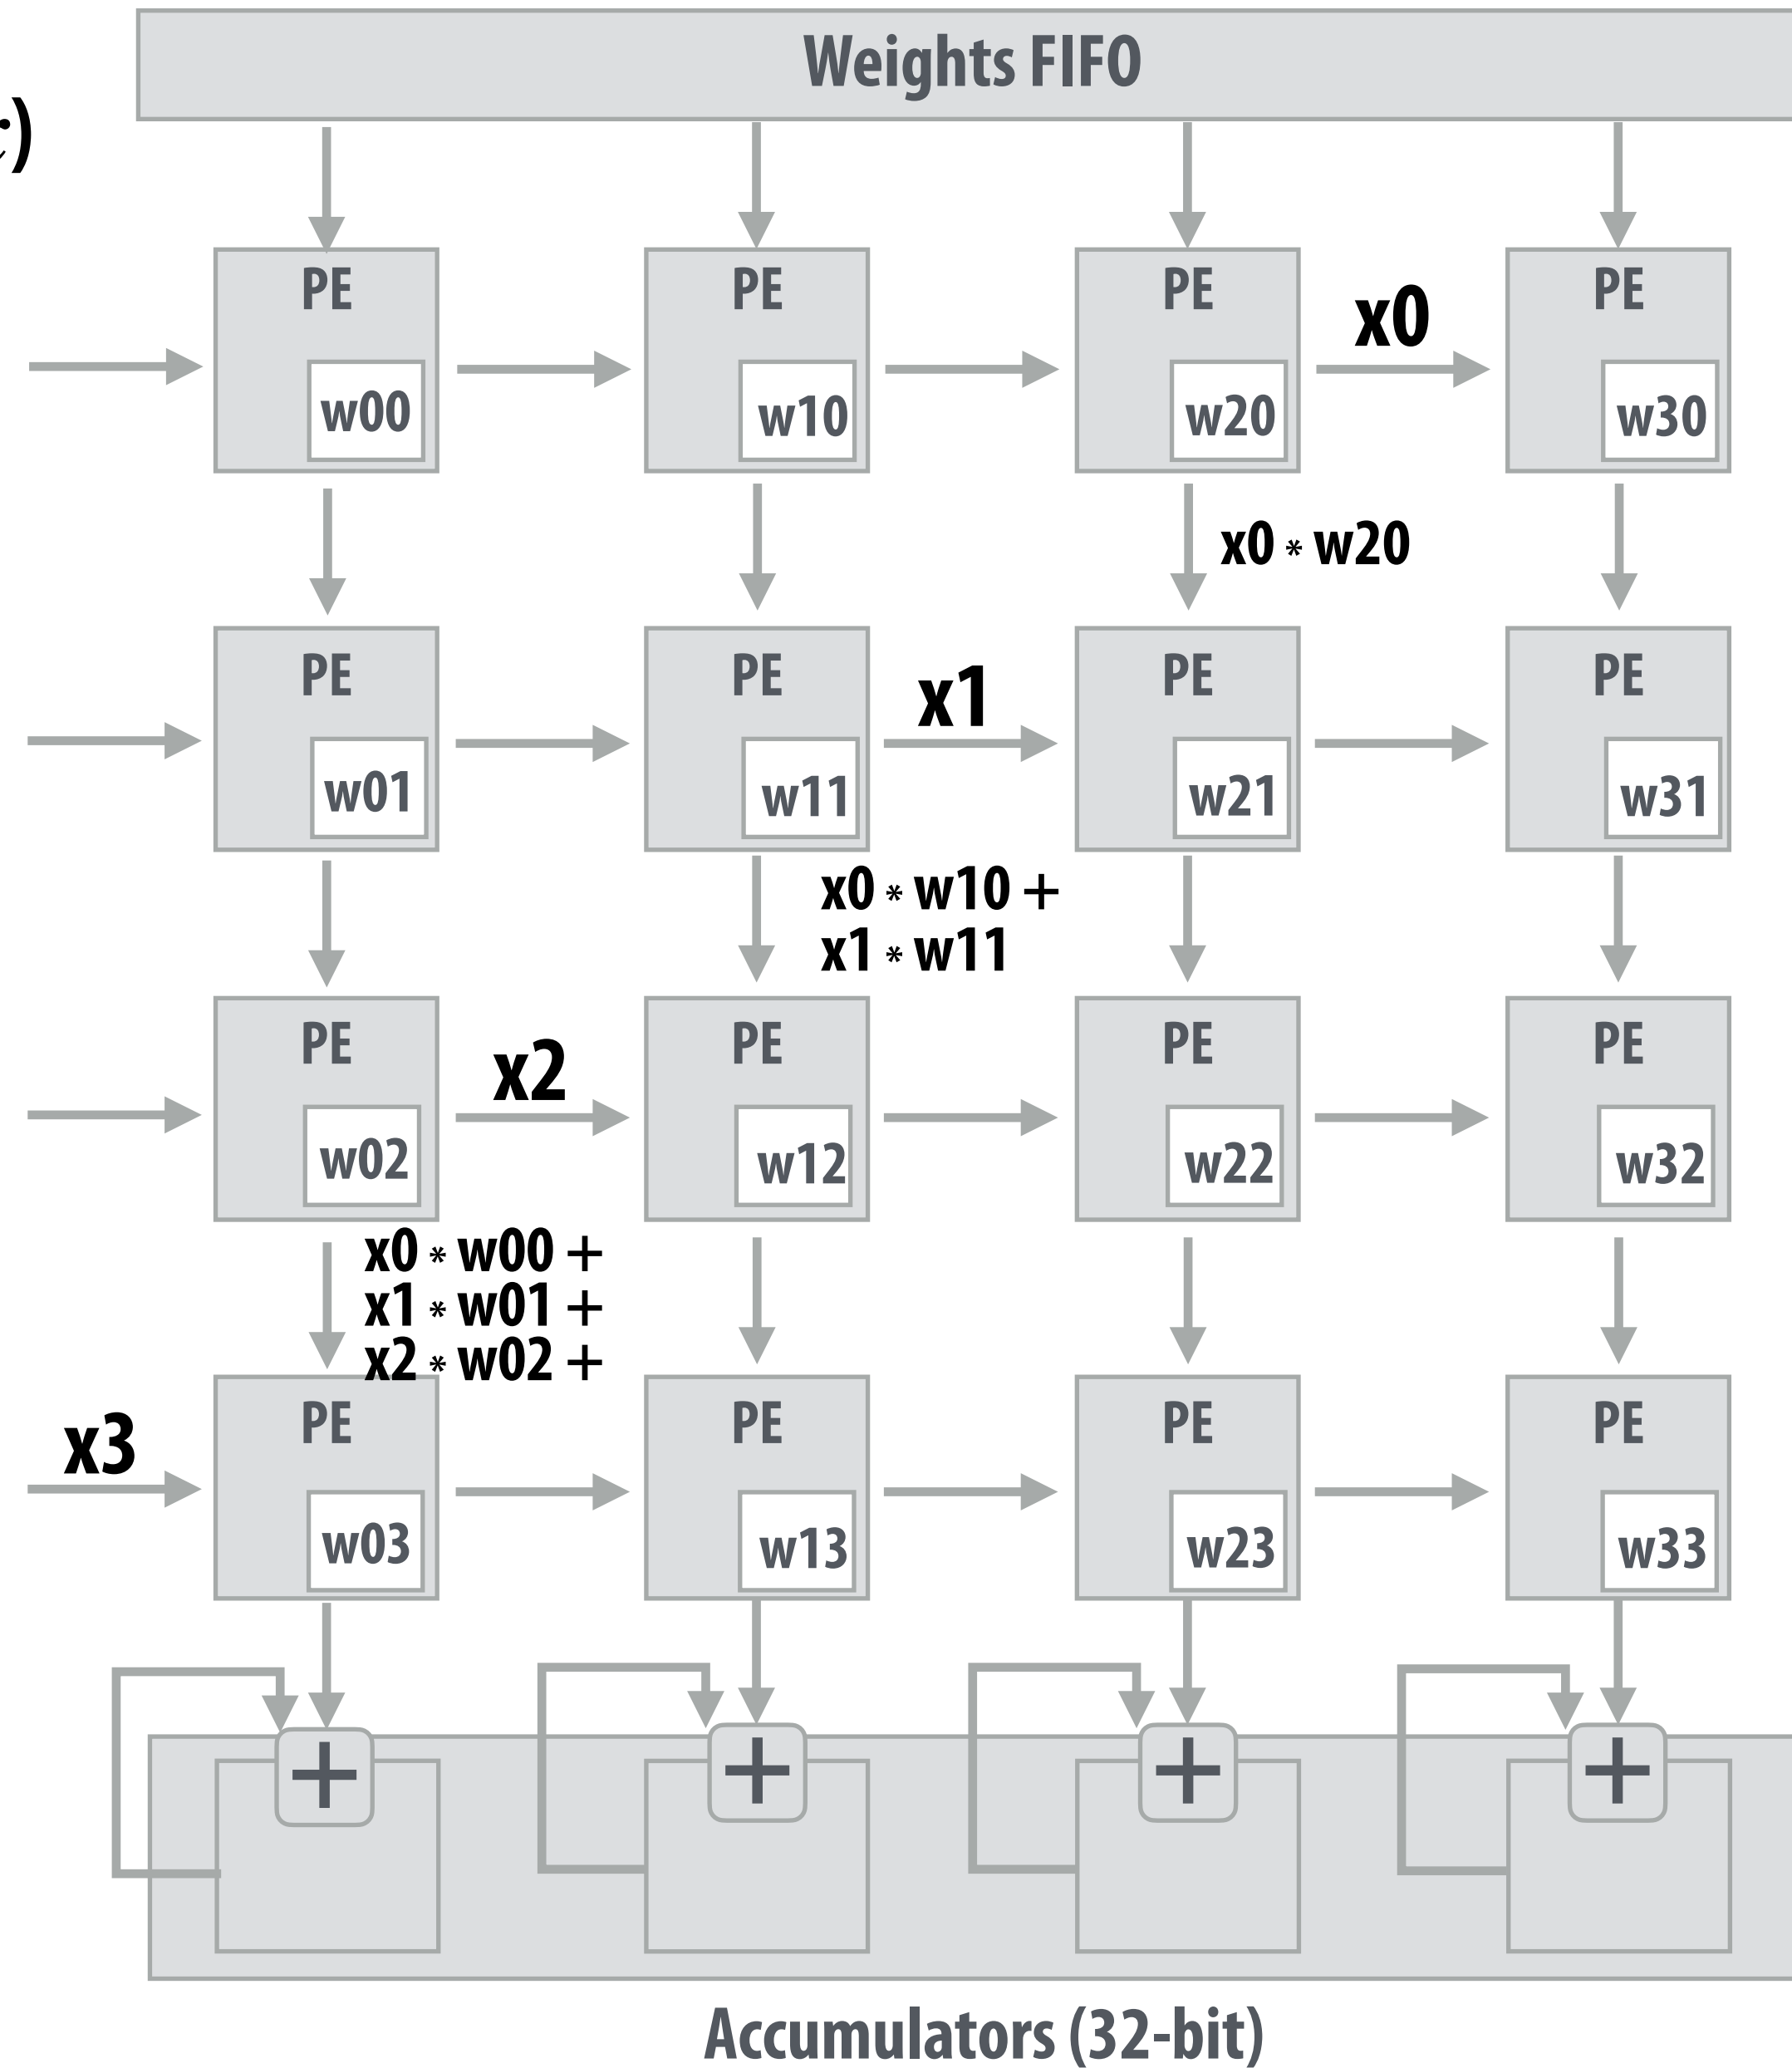 Weights FIFO
)
PE PE PE PE
x0
w00 w10 w20 w30
x0 * w20
PE PE PE PE
x1
w01 w11 w21 w31
x0 * w10 +
x1 * w11
PE PE PE PE
x2
w02 w12 w22 w32
x0 * w00 +
x1 * w01 +
x2 * w02 +
PE PE PE PE
x3
w03 w13 w23 w33
+ + + +
Accumulators (32-bit)